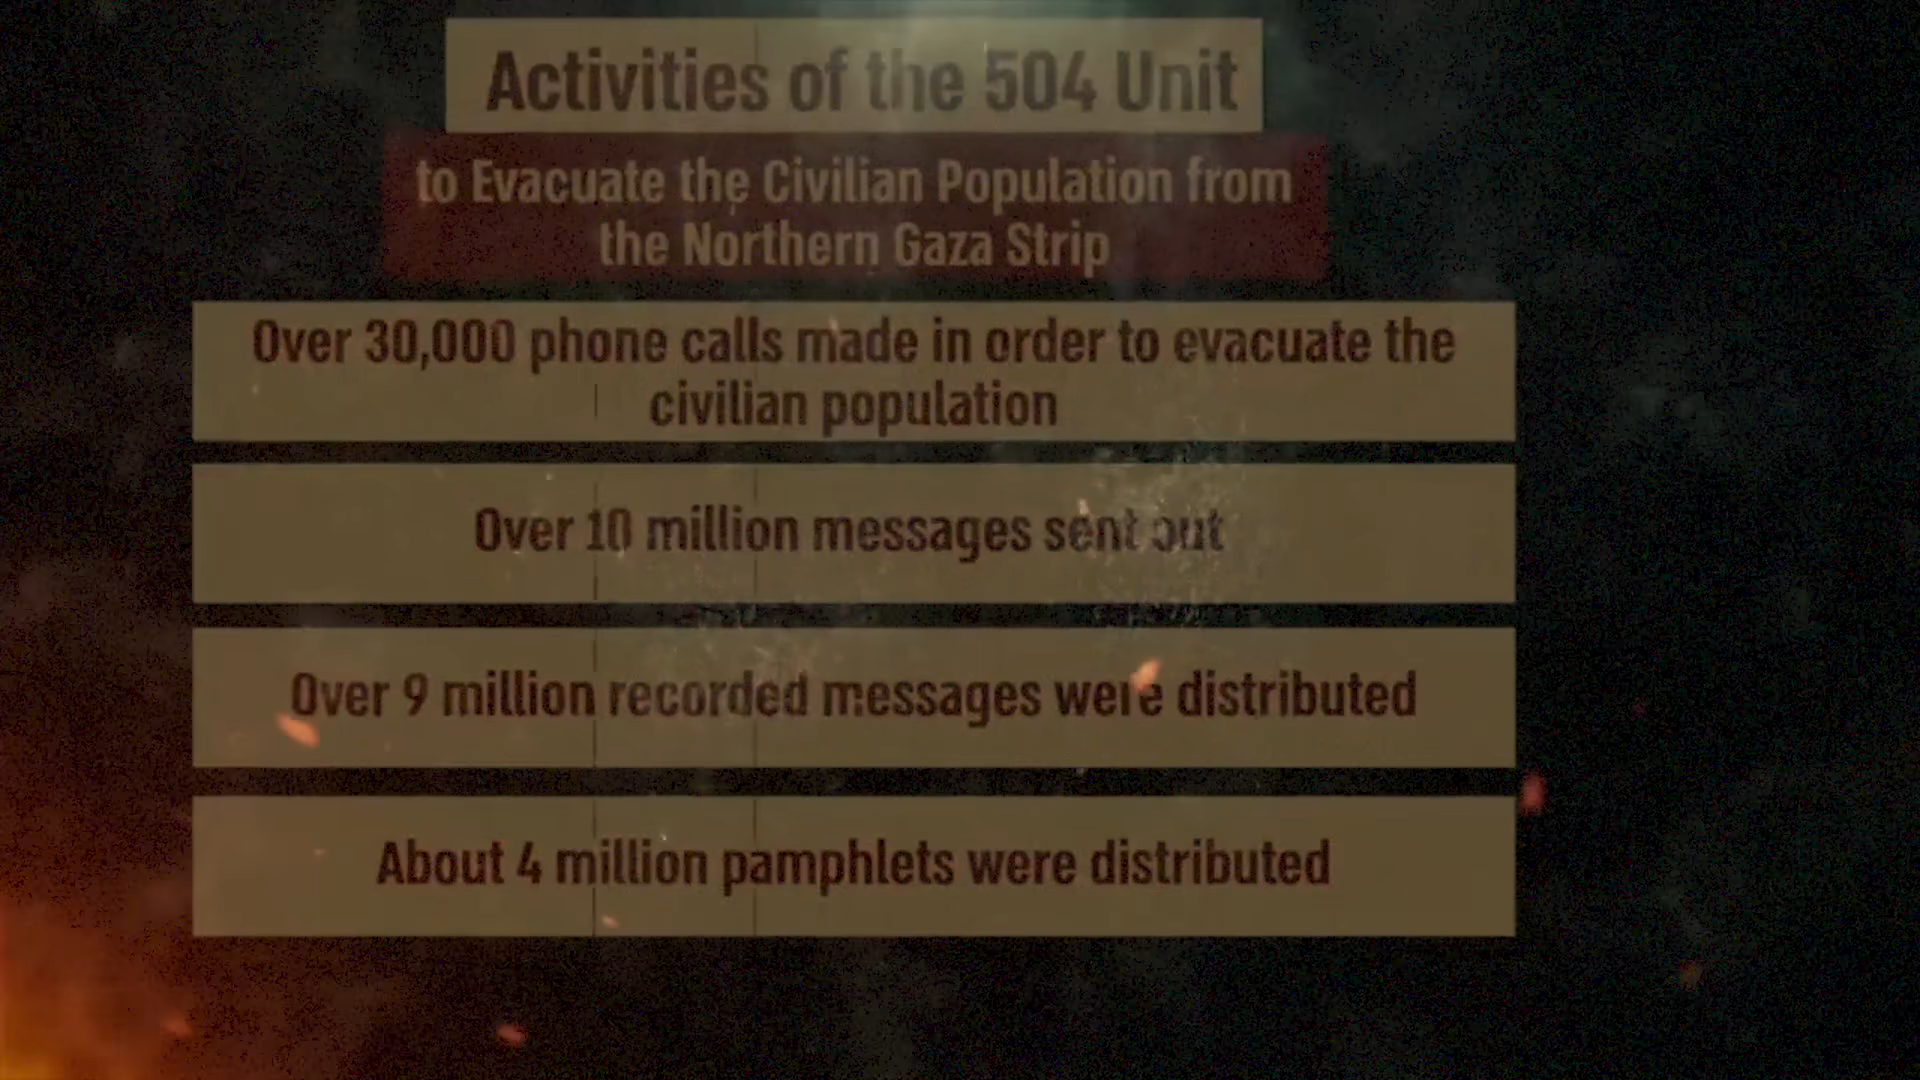 Activities of the 504 Unit
to Evacuate the Civilian Population from
the Northern Gaza Strip
Over 30,000 phone calls made in order to evacuate the
civilian population
Over 10 million messages sent out
Over 9 million recorded messages were distributed
About 4 million pamphlets were distributed